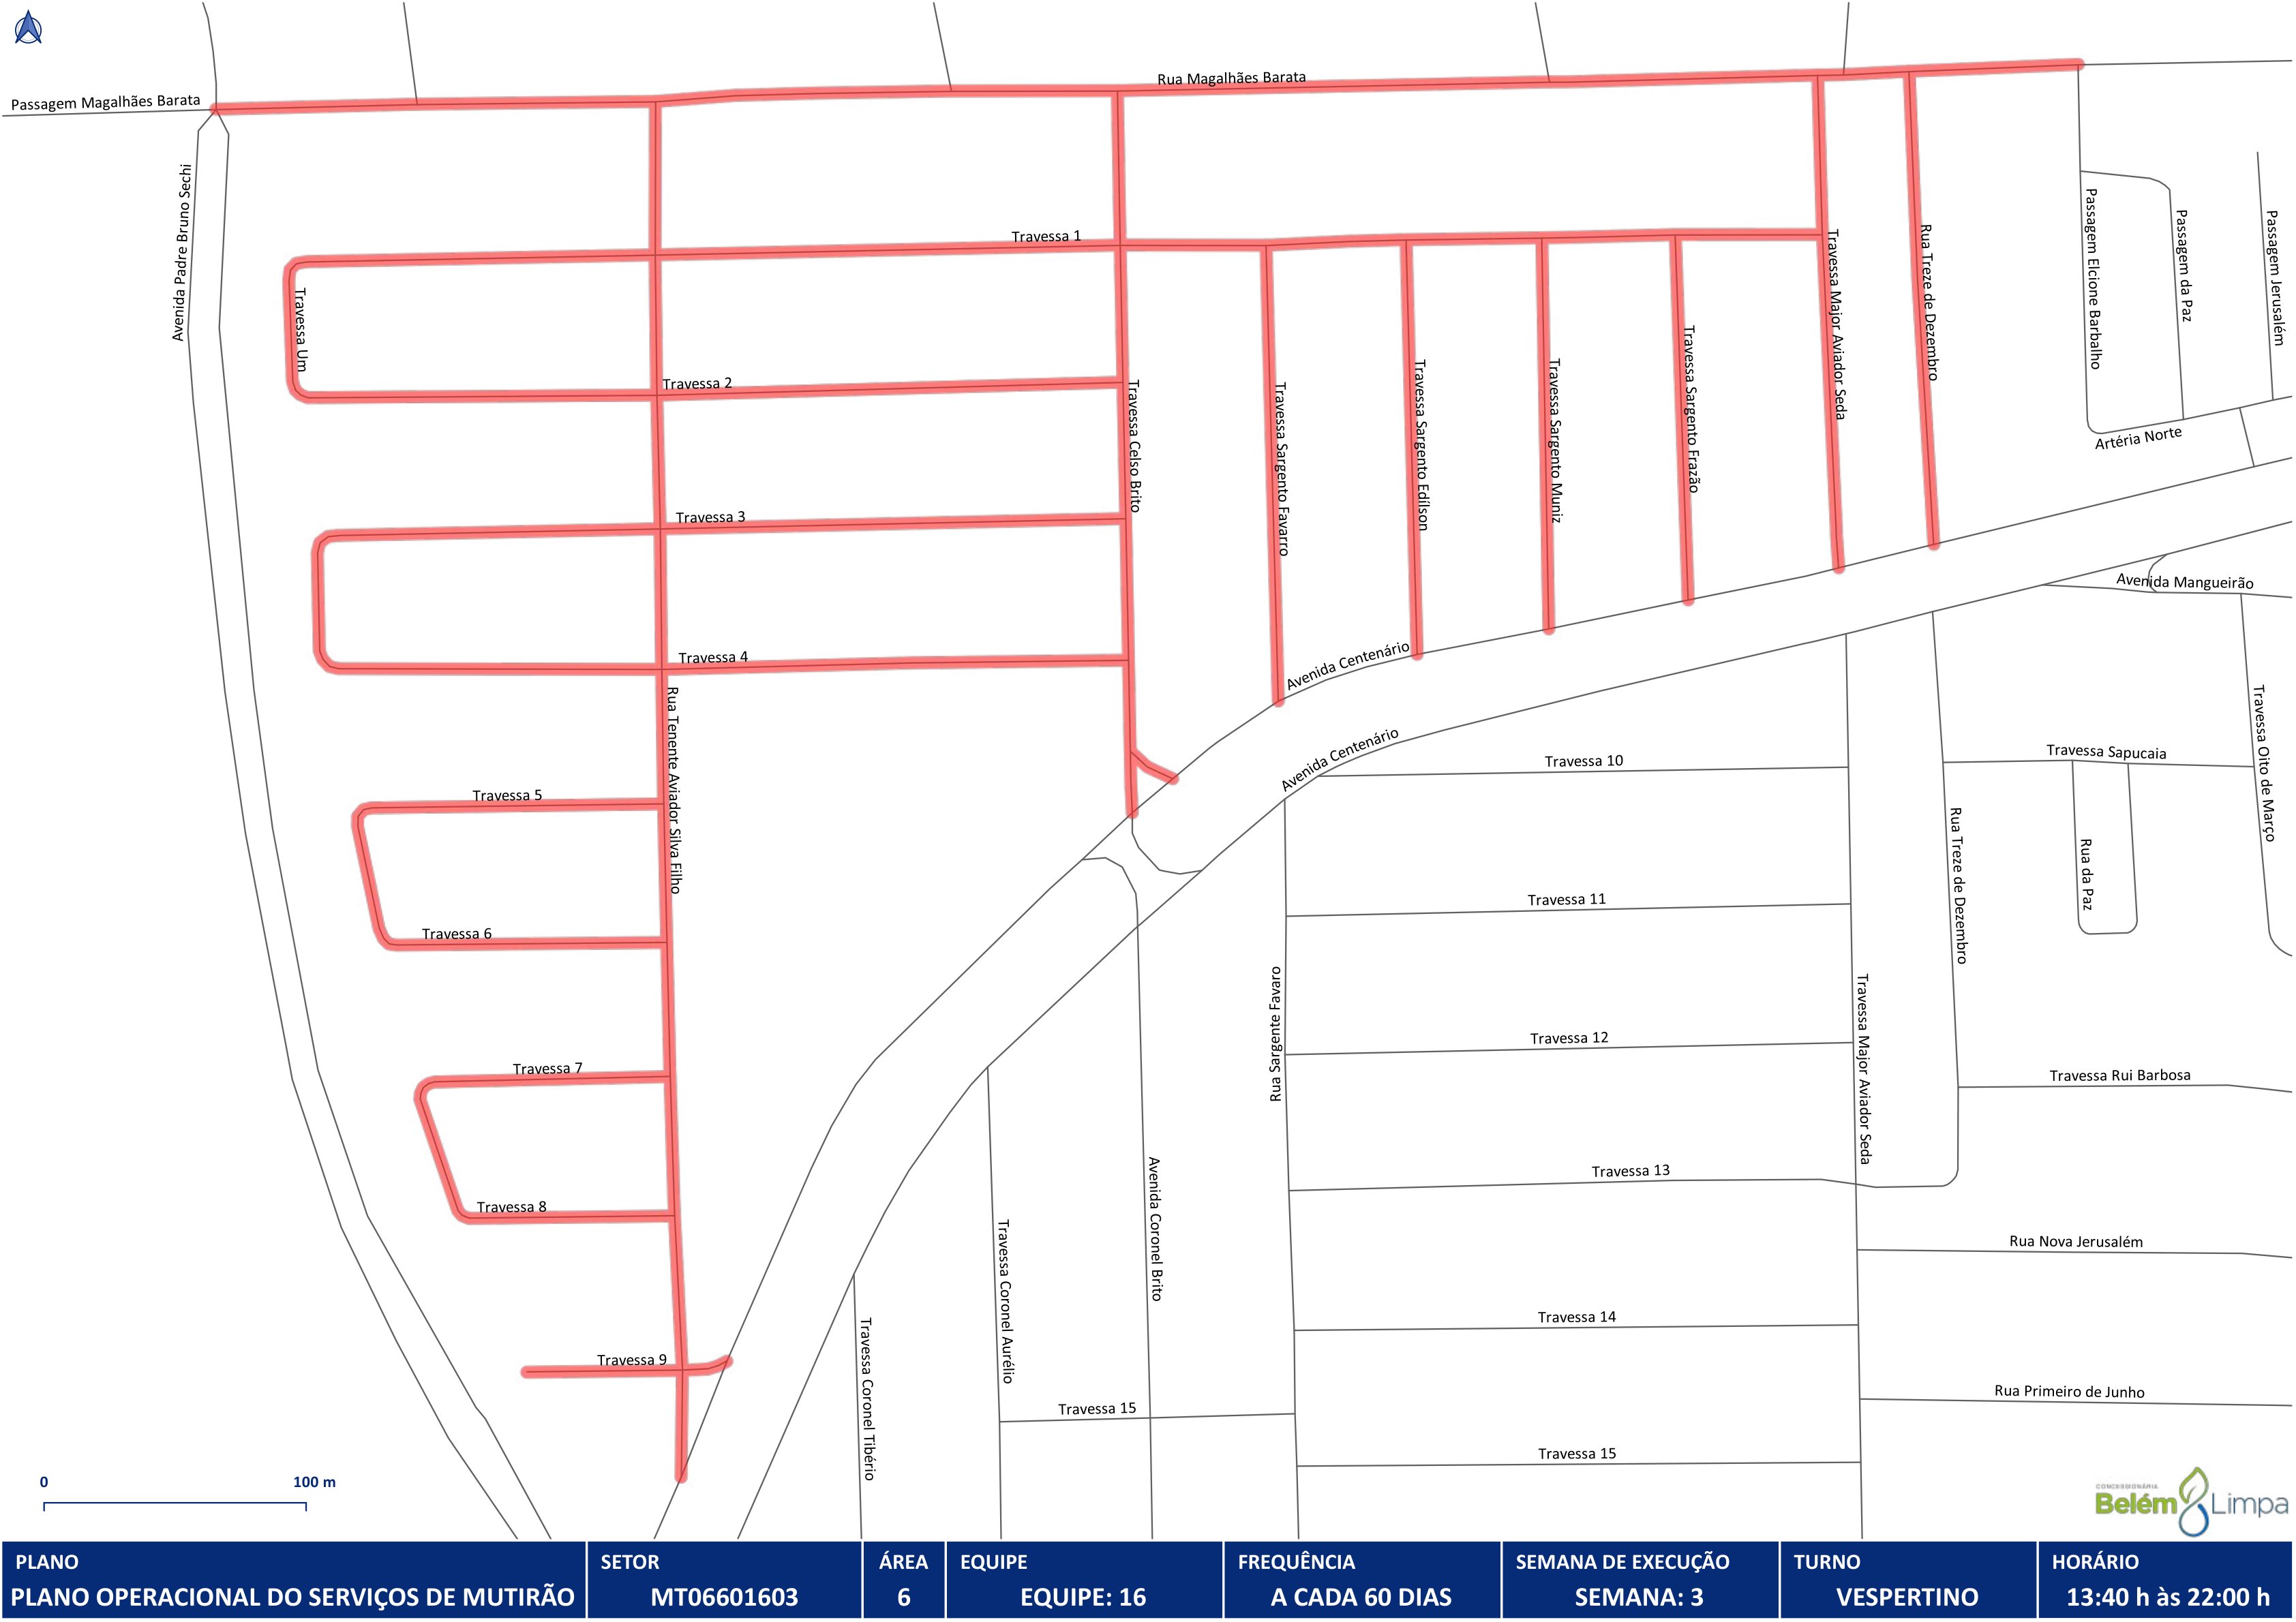 Rua Magalhães Barata
Passagem Magalhães Barata
Avenida Padre Bruno Sechi
Travessa 1
Travessa Um
Travessa 2
Travessa Celso Brito
Travessa Sargento Favarro
Travessa Sargento Edílson
Travessa Sargento Muniz
Travessa Sargento Frazão
Travessa Major Aviador Seda
Rua Treze de Dezembro
Passagem Elcione Barbalho
Passagem da Paz
Passagem Jerusalém
Artéria Norte
Travessa 3
Avenida Mangueirão
Travessa 4
Avenida Centenário
Rua Tenente Aviador Silva Filho
Avenida Centenário
Travessa 10
Travessa Sapucaia
Travessa Oito de Março
Travessa 5
Rua Treze de Dezembro
Rua da Paz
Travessa 11
Travessa 6
Rua Sargente Favaro
Travessa 12
Travessa Major Aviador Seda
Travessa 7
Travessa Rui Barbosa
Travessa 13
Avenida Coronel Brito
Travessa 8
Travessa Coronel Aurélio
Rua Nova Jerusalém
Travessa 14
Travessa Coronel Tibério
Travessa 9
Rua Primeiro de Junho
Travessa 15
Travessa 15
0 100 m
CONCESSIONÁRIA
Belém Limpa
PLANO
PLANO OPERACIONAL DO SERVIÇOS DE MUTIRÃO
SETOR
MT06601603
ÁREA
6
EQUIPE
EQUIPE: 16
FREQUÊNCIA
A CADA 60 DIAS
SEMANA DE EXECUÇÃO
SEMANA: 3
TURNO
VESPERTINO
HORÁRIO
13:40 h às 22:00 h